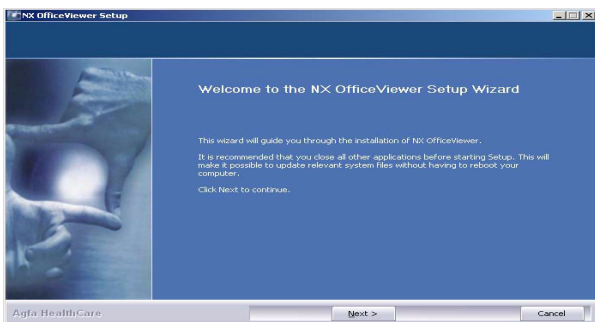 NX OfficeViewer Setup
Welcome to the NX OfficeViewer Setup Wizard
This wizard will guide you through the installation of NX OfficeViewer.
It is recommended that you close all other applications before starting Setup. This will
make it possible to update relevant system files without having to reboot your
computer.
Click Next to continue.
Agfa HealthCare
Next >
Cancel